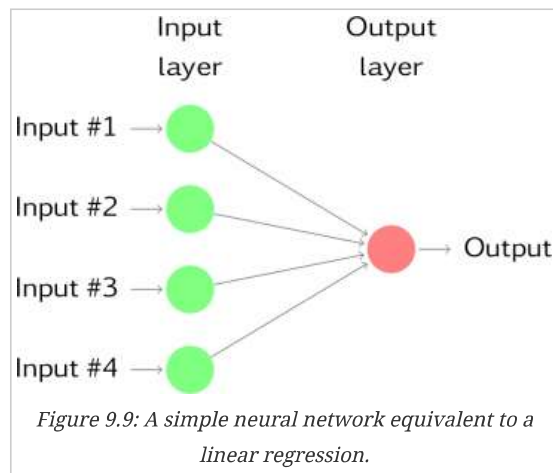 Input Output
layer layer
Input #1
Input #2
Output
Input #3
Input #4
Figure 9.9: A simple neural network equivalent to a
linear regression.